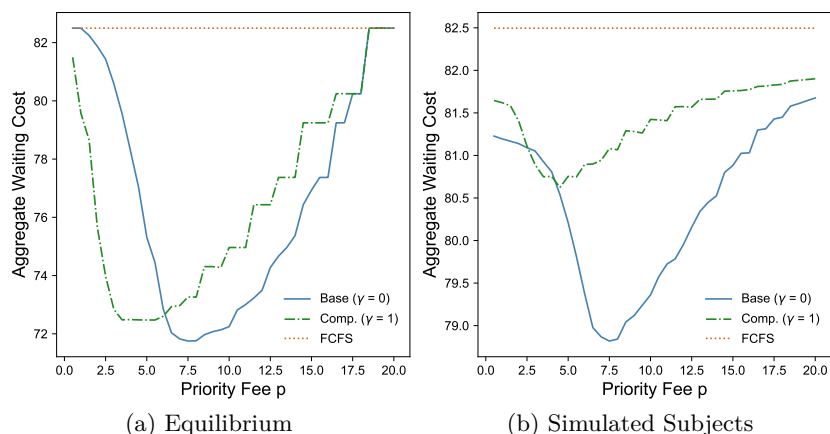 82
80
78
76
74
72
Aggregate Waiting Cost
0.0 2.5 5.0 7.5 10.0 12.5 15.0 17.5 20.0
Priority Fee p
Base (γ = 0)
Comp. (γ = 1)
FCFS
(a) Equilibrium
82.5
82.0
81.5
81.0
80.5
80.0
79.5
79.0
Aggregate Waiting Cost
0.0 2.5 5.0 7.5 10.0 12.5 15.0 17.5 20.0
Priority Fee p
Base (γ = 0)
Comp. (γ = 1)
FCFS
(b) Simulated Subjects